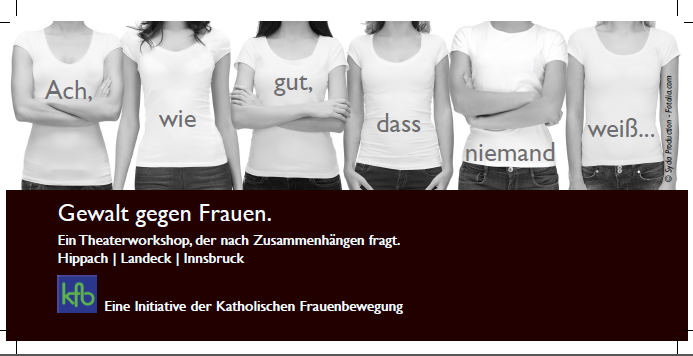 Ach,
wie
gut,
dass
niemand
weiß...
© Syda Production - Fotolia.com
Gewalt gegen Frauen.
Ein Theaterworkshop, der nach Zusammenhängen fragt.
Hippach | Landeck | Innsbruck
kfb
Eine Initiative der Katholischen Frauenbewegung